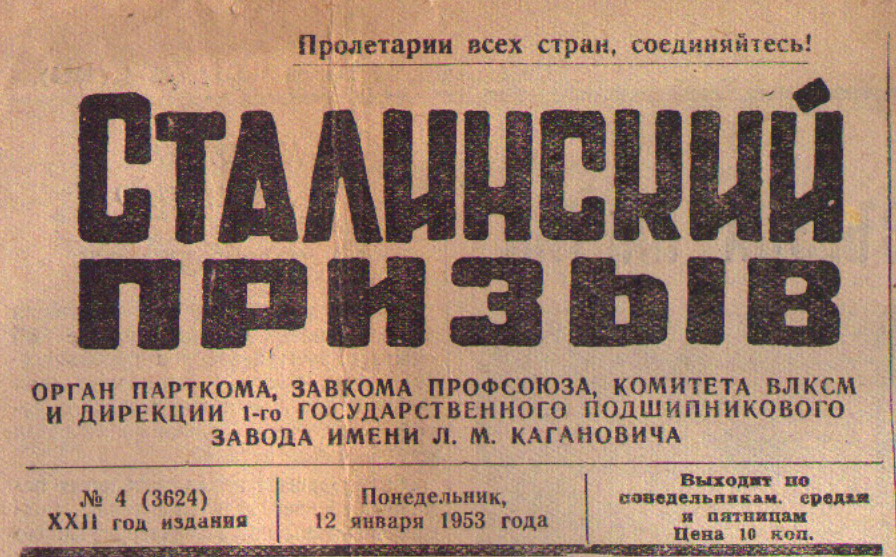 Пролетарии всех стран, соединяйтесь!
СТАЛИНСКИЙ
ПРИЗЫВ
ОРГАН ПАРТКОМА, ЗАВКОМА ПРОФСОЮЗА, КОМИТЕТА ВЛКСМ
И ДИРЕКЦИИ 1-го ГОСУДАРСТВЕННОГО ПОДШИПНИКОВОГО
ЗАВОДА ИМЕНИ Л. М. КАГАНОВИЧА
№ 4 (3624)
XXII год издания
Понедельник,
12 января 1953 года
Выходит по
понедельникам, средам
и пятницам
Цена 10 коп.